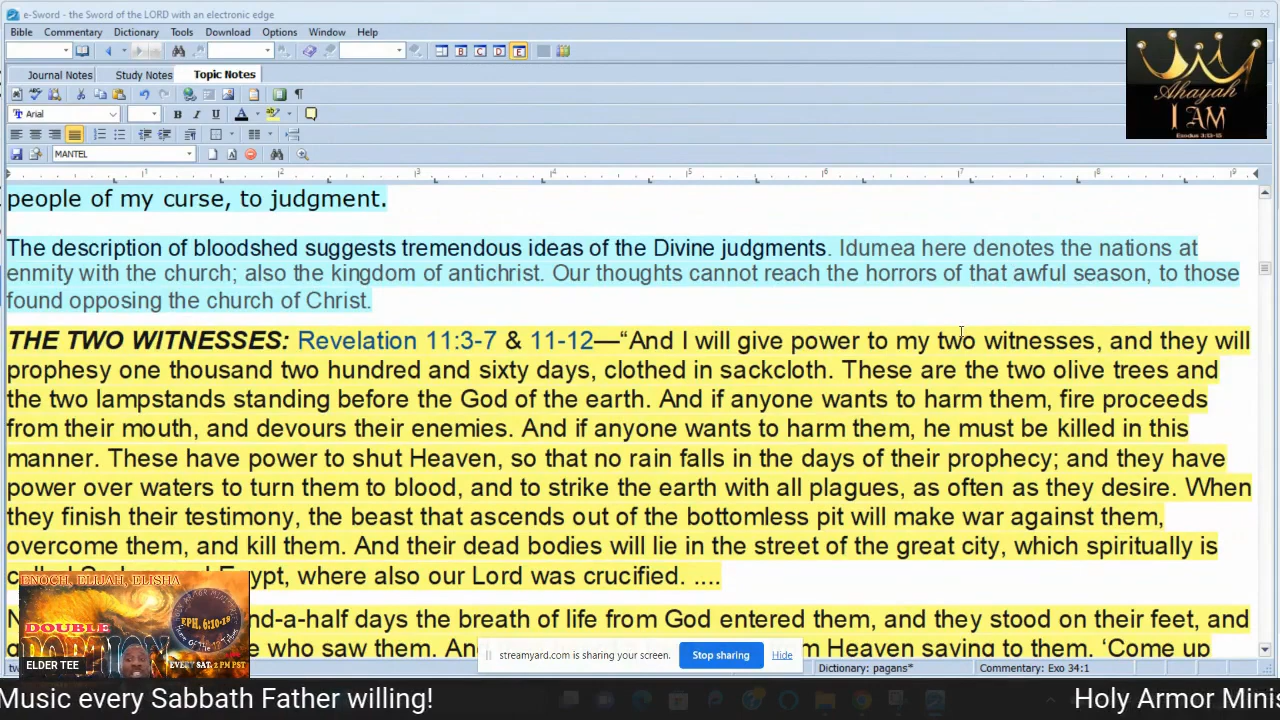 e-Sword - the Sword of the LORD with an electronic edge
Bible Commentary Dictionary Tools Download Options Window Help
Journal Notes Study Notes Topic Notes
Arial
MANTEL
Ahayah
I AM
Exodus 3:13-15
people of my curse, to judgment.
The description of bloodshed suggests tremendous ideas of the Divine judgments. Idumea here denotes the nations at
enmity with the church; also the kingdom of antichrist. Our thoughts cannot reach the horrors of that awful season, to those
found opposing the church of Christ.
THE TWO WITNESSES: Revelation 11:3-7 & 11-12—“And I will give power to my two witnesses, and they will
prophesy one thousand two hundred and sixty days, clothed in sackcloth. These are the two olive trees and
the two lampstands standing before the God of the earth. And if anyone wants to harm them, fire proceeds
from their mouth, and devours their enemies. And if anyone wants to harm them, he must be killed in this
manner. These have power to shut Heaven, so that no rain falls in the days of their prophecy; and they have
power over waters to turn them to blood, and to strike the earth with all plagues, as often as they desire. When
they finish their testimony, the beast that ascends out of the bottomless pit will make war against them,
overcome them, and kill them. And their dead bodies will lie in the street of the great city, which spiritually is
Egypt, where also our Lord was crucified. ....
and-a-half days the breath of life from God entered them, and they stood on their feet, and
who saw them. Heaven saying to them. ‘Come up
ENOCH, ELIJAH, ELISHA
EPH. 6:10-18
DOUBLE
PORTION
ELDER TEE
EVERY SAT. 2 PM PST
streamyard.com is sharing your screen. Stop sharing Hide
Dictionary: pagans* Commentary: Exo 34:1
Music every Sabbath Father willing! Holy Armor Minis